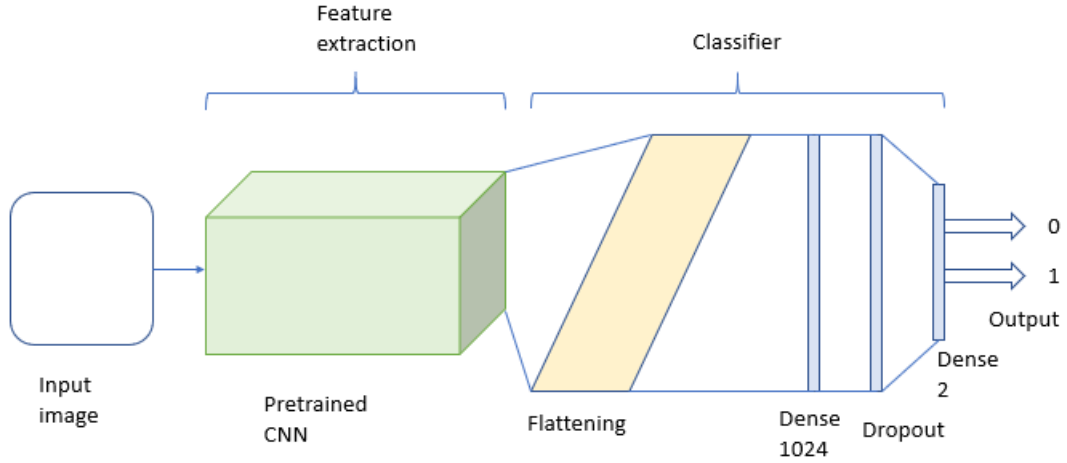 Feature
extraction
Classifier
0
1
Output
Input
image
Pretrained
CNN
Flattening
Dense
1024
Dropout
Dense
2